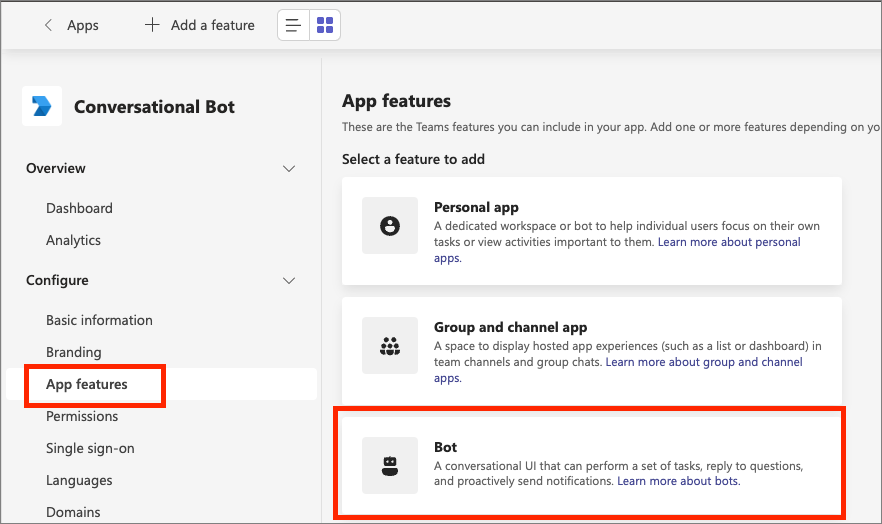 Apps
Add a feature
Conversational Bot
Overview
Dashboard
Analytics
Configure
Basic information
Branding
App features
Permissions
Single sign-on
Languages
Domains
App features
These are the Teams features you can include in your app. Add one or more features depending on yo
Select a feature to add
Personal app
A dedicated workspace or bot to help individual users focus on their own
tasks or view activities important to them. Learn more about personal
apps.
Group and channel app
A space to display hosted app experiences (such as a list or dashboard) in
team channels and group chats. Learn more about group and channel
apps.
Bot
A conversational UI that can perform a set of tasks, reply to questions,
and proactively send notifications. Learn more about bots.